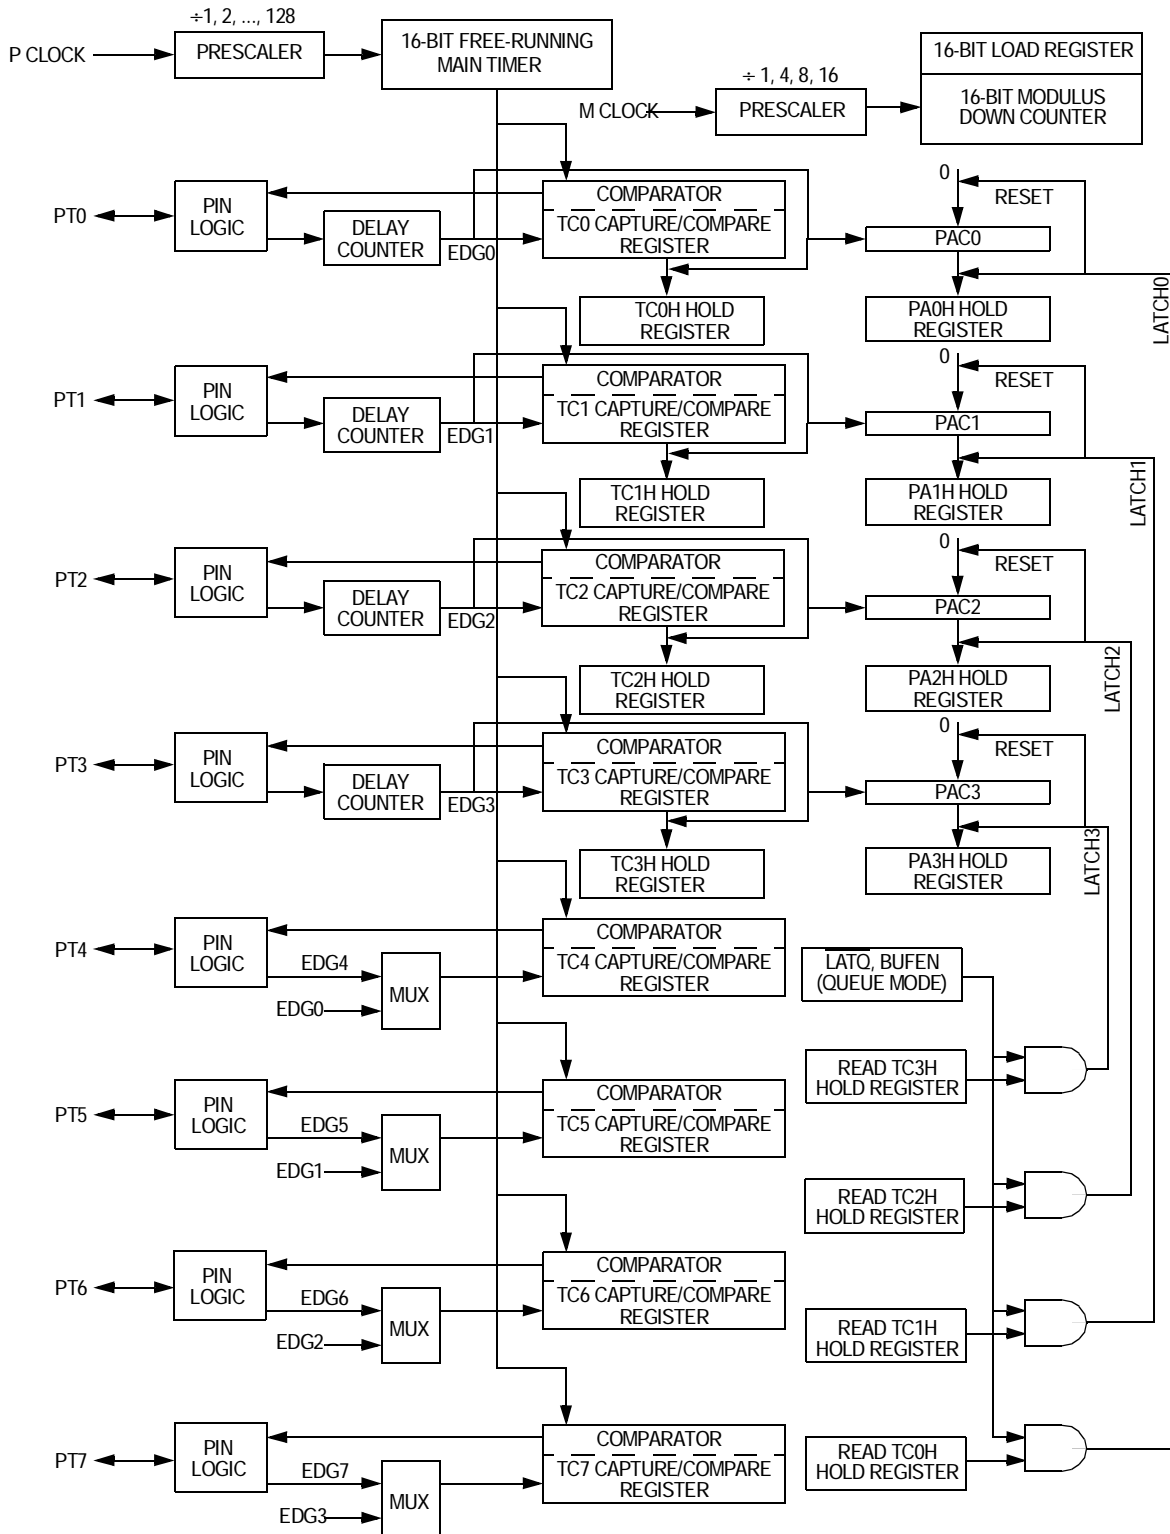 ÷1, 2, ..., 128
P CLOCK
PRESCALER
16-BIT FREE-RUNNING
MAIN TIMER
÷ 1, 4, 8, 16
M CLOCK
PRESCALER
16-BIT LOAD REGISTER
16-BIT MODULUS
DOWN COUNTER
PT0
PIN
LOGIC
DELAY
COUNTER
EDG0
COMPARATOR
TC0 CAPTURE/COMPARE
REGISTER
TC0H HOLD
REGISTER
0
RESET
PAC0
PA0H HOLD
REGISTER
LATCH0
PT1
PIN
LOGIC
DELAY
COUNTER
EDG1
COMPARATOR
TC1 CAPTURE/COMPARE
REGISTER
TC1H HOLD
REGISTER
0
RESET
PAC1
PA1H HOLD
REGISTER
LATCH1
PT2
PIN
LOGIC
DELAY
COUNTER
EDG2
COMPARATOR
TC2 CAPTURE/COMPARE
REGISTER
TC2H HOLD
REGISTER
0
RESET
PAC2
PA2H HOLD
REGISTER
LATCH2
PT3
PIN
LOGIC
DELAY
COUNTER
EDG3
COMPARATOR
TC3 CAPTURE/COMPARE
REGISTER
TC3H HOLD
REGISTER
0
RESET
PAC3
PA3H HOLD
REGISTER
LATCH3
PT4
PIN
LOGIC
EDG4
EDG0
MUX
COMPARATOR
TC4 CAPTURE/COMPARE
REGISTER
LATQ, BUFEN
(QUEUE MODE)
READ TC3H
HOLD REGISTER
PT5
PIN
LOGIC
EDG5
EDG1
MUX
COMPARATOR
TC5 CAPTURE/COMPARE
REGISTER
READ TC2H
HOLD REGISTER
PT6
PIN
LOGIC
EDG6
EDG2
MUX
COMPARATOR
TC6 CAPTURE/COMPARE
REGISTER
READ TC1H
HOLD REGISTER
PT7
PIN
LOGIC
EDG7
EDG3
MUX
COMPARATOR
TC7 CAPTURE/COMPARE
REGISTER
READ TC0H
HOLD REGISTER